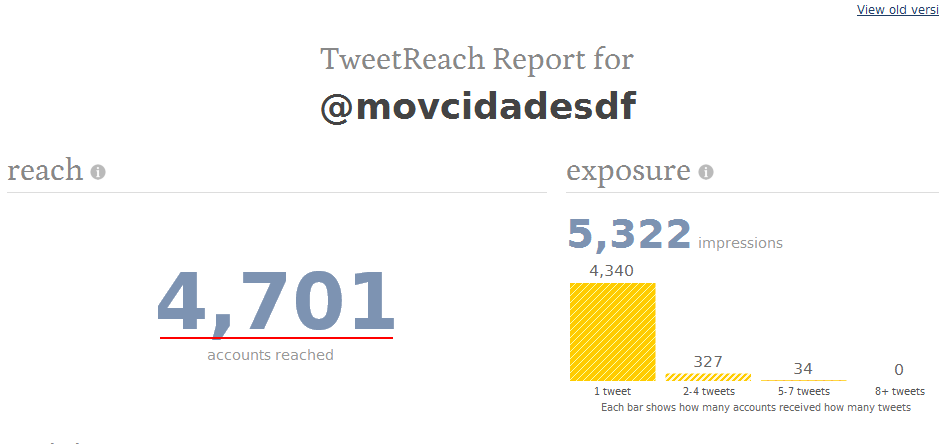 View old versi
TweetReach Report for
@movcidadesdf
reach i
4,701
accounts reached
exposure i
5,322 impressions
4,340 327 34 0
1 tweet 2-4 tweets 5-7 tweets 8+ tweets
Each bar shows how many accounts received how many tweets